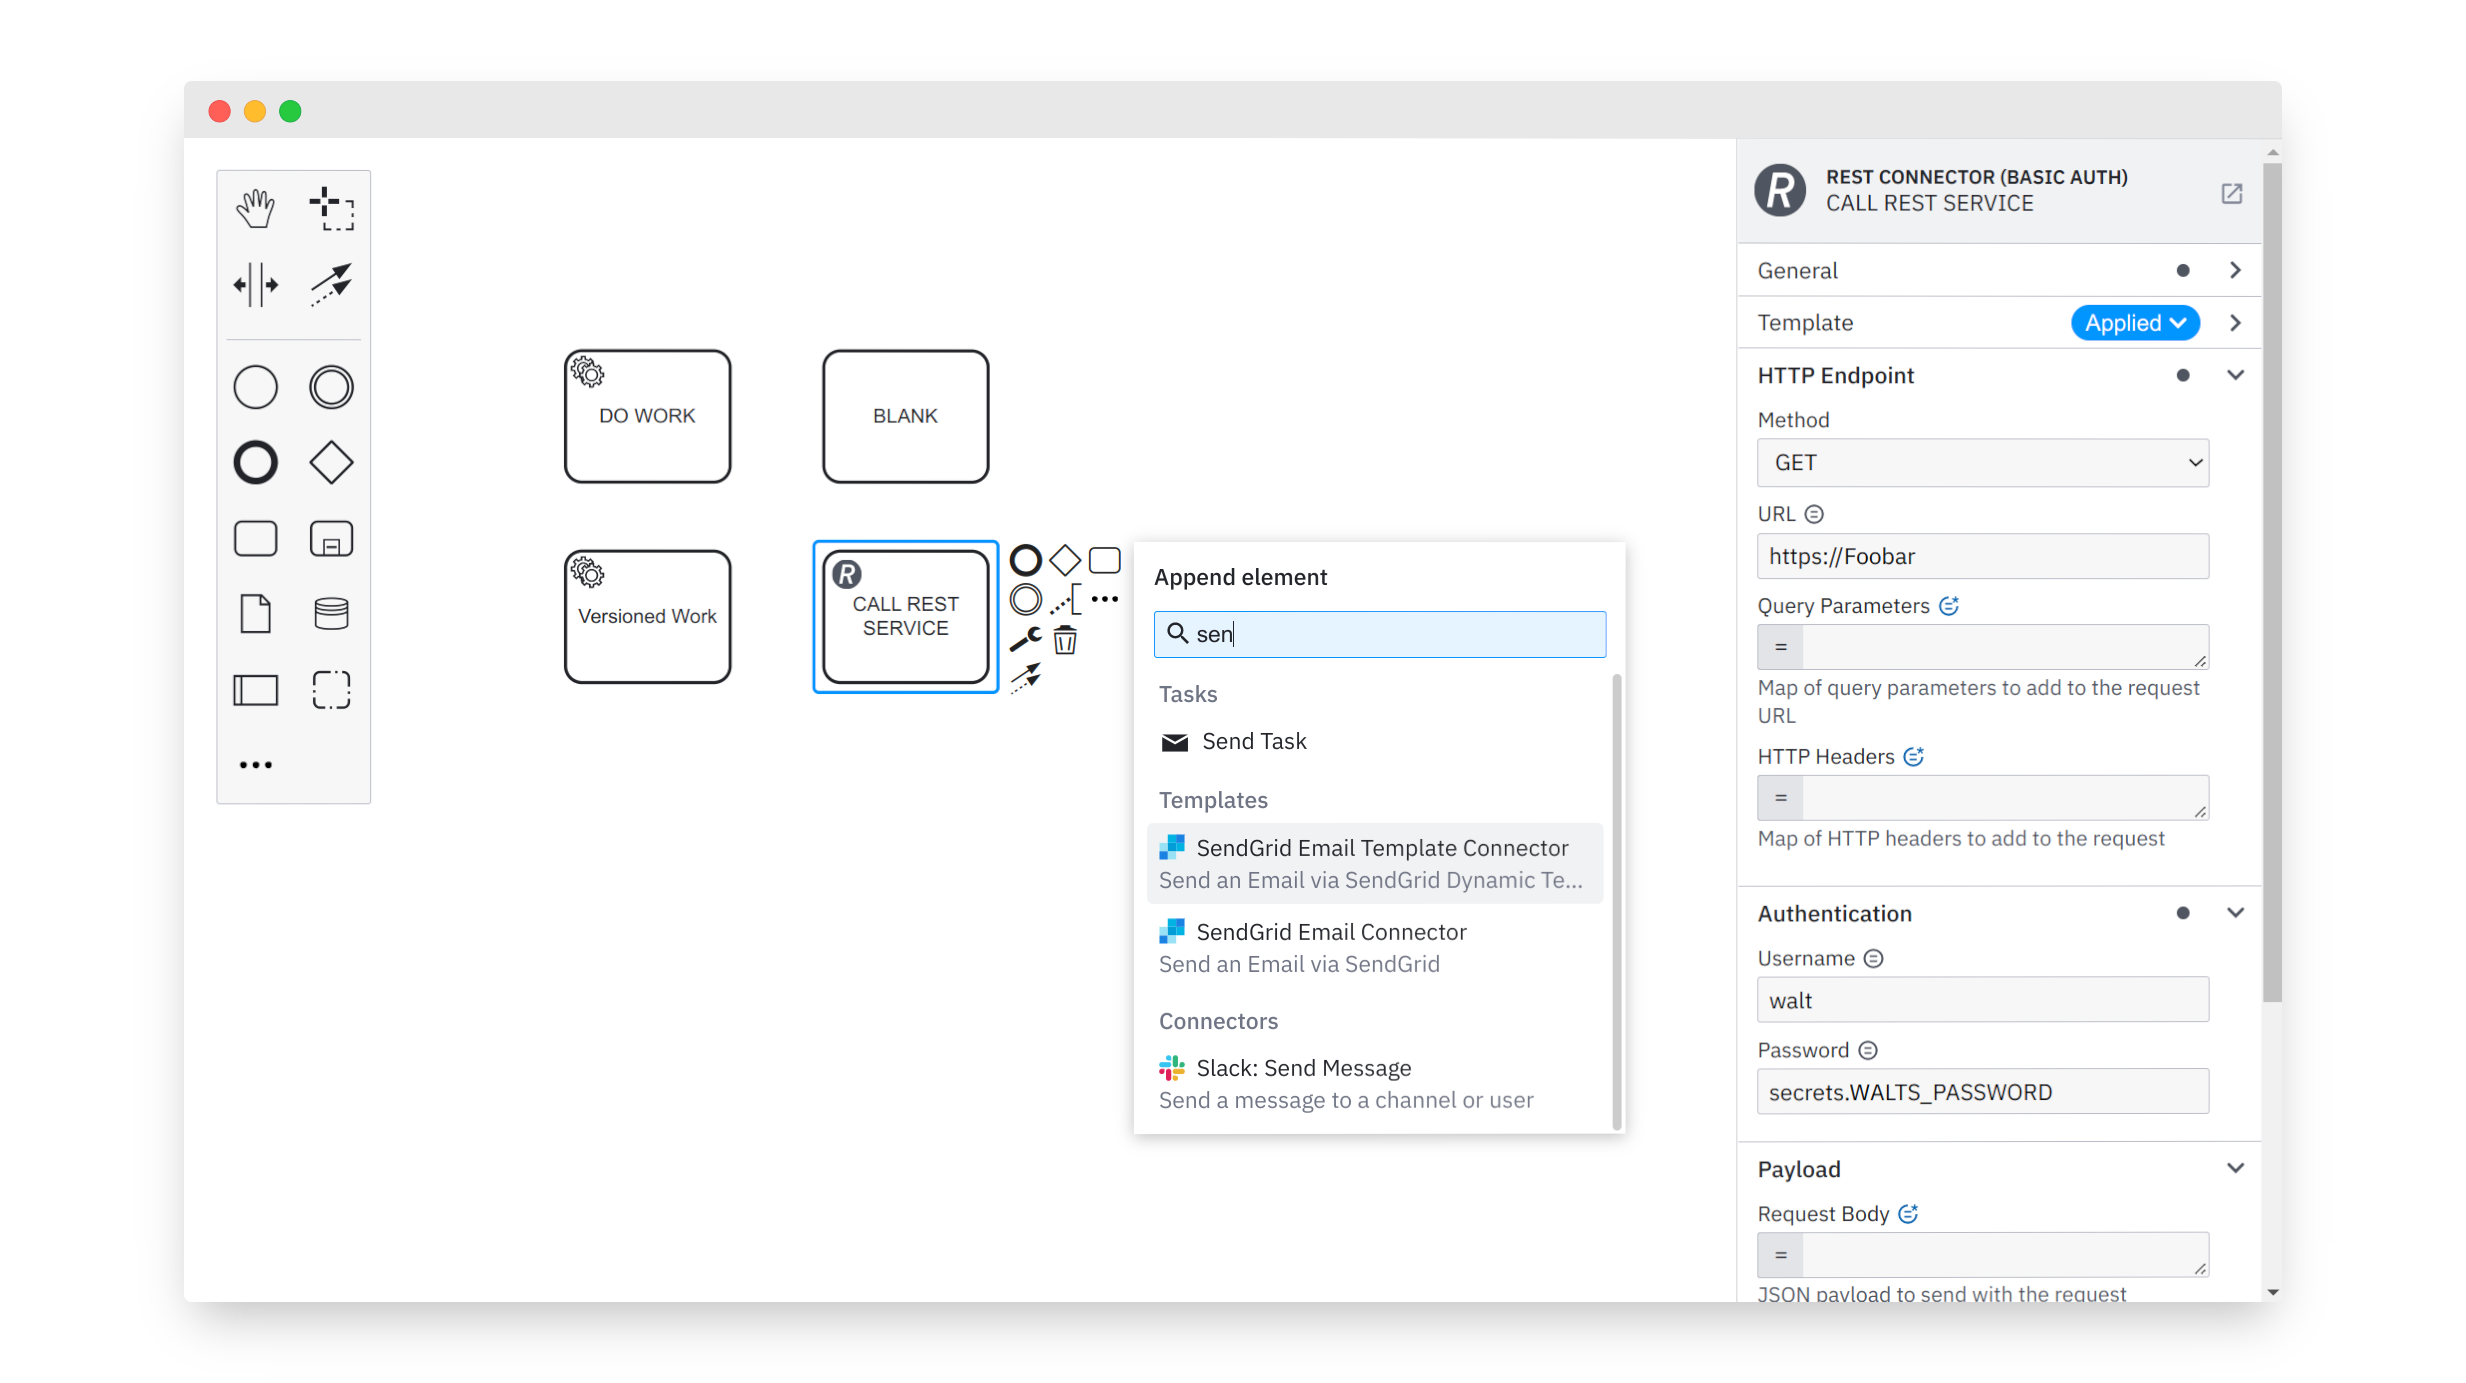 DO WORK
BLANK
Versioned Work
R
CALL REST
SERVICE
Append element
sen
Tasks
Send Task
Templates
SendGrid Email Template Connector
Send an Email via SendGrid Dynamic Te...
SendGrid Email Connector
Send an Email via SendGrid
Connectors
Slack: Send Message
Send a message to a channel or user
R
REST CONNECTOR (BASIC AUTH)
CALL REST SERVICE
General
Template
Applied
HTTP Endpoint
Method
GET
URL
https://Foobar
Query Parameters
=
Map of query parameters to add to the request
URL
HTTP Headers
=
Map of HTTP headers to add to the request
Authentication
Username
walt
Password
secrets.WALTS_PASSWORD
Payload
Request Body
=
JSON payload to send with the request